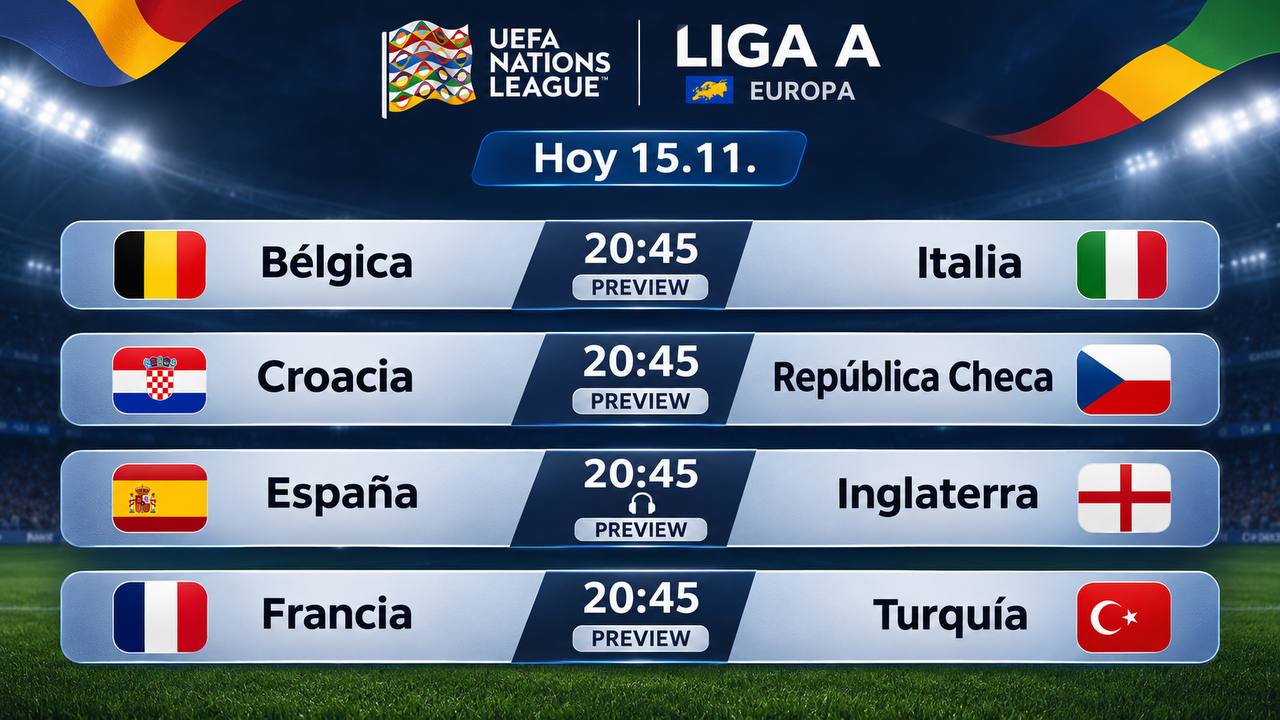 UEFA
NATIONS
LEAGUE™
LIGA A
EUROPA
Hoy 15.11.
Bélgica
20:45
PREVIEW
Italia
Croacia
20:45
PREVIEW
República Checa
España
20:45
PREVIEW
Inglaterra
Francia
20:45
PREVIEW
Turquía